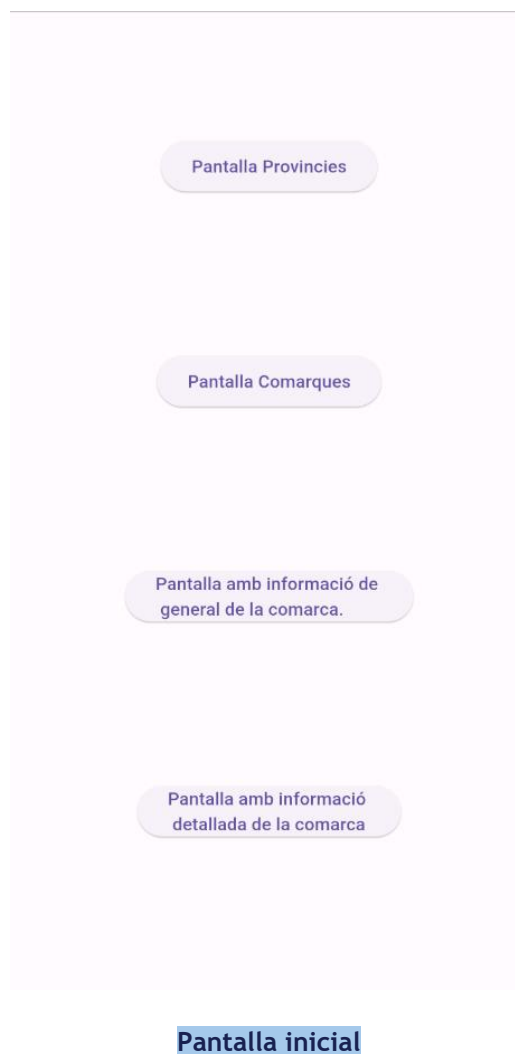 Pantalla Provincies
Pantalla Comarques
Pantalla amb informació de
general de la comarca.
Pantalla amb informació
detallada de la comarca
Pantalla inicial